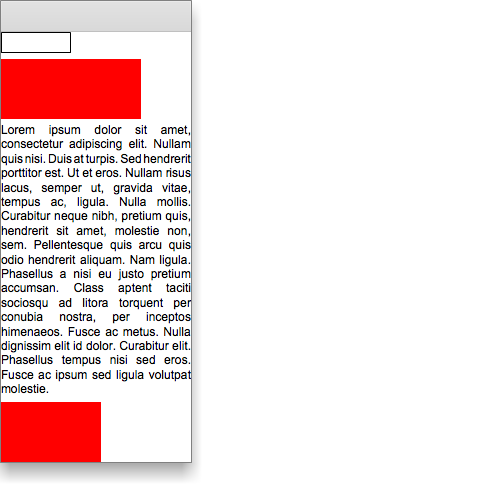 Lorem ipsum dolor sit amet,
consectetur adipiscing elit. Nullam
quis nisi. Duis at turpis. Sed hendrerit
porttitor est. Ut et eros. Nullam risus
lacus, semper ut, gravida vitae,
tempus ac, ligula. Nulla mollis.
Curabitur neque nibh, pretium quis,
hendrerit sit amet, molestie non,
sem. Pellentesque quis arcu quis
odio hendrerit aliquam. Nam ligula.
Phasellus a nisi eu justo pretium
accumsan. Class aptent taciti
sociosqu ad litora torquent per
conubia nostra, per inceptos
himenaeos. Fusce ac metus. Nulla
dignissim elit id dolor. Curabitur elit.
Phasellus tempus nisi sed eros.
Fusce ac ipsum sed ligula volutpat
molestie.